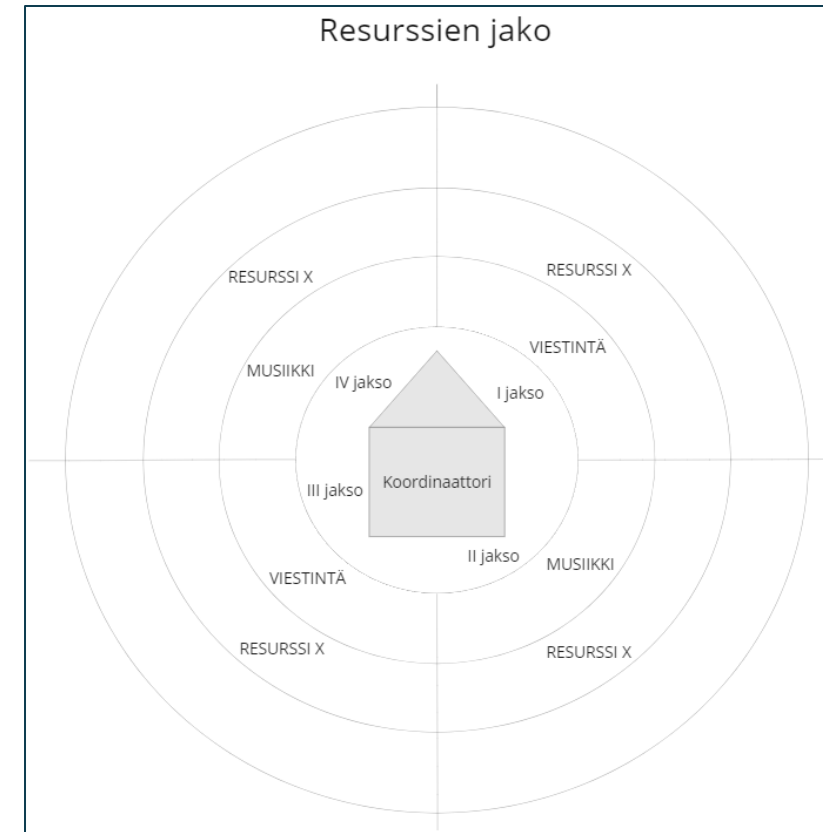 Resurssien jako
RESURSSI X
RESURSSI X
VIESTINTÄ
MUSIIKKI
IV jakso
I jakso
Koordinaattori
III jakso
II jakso
MUSIIKKI
VIESTINTÄ
RESURSSI X
RESURSSI X